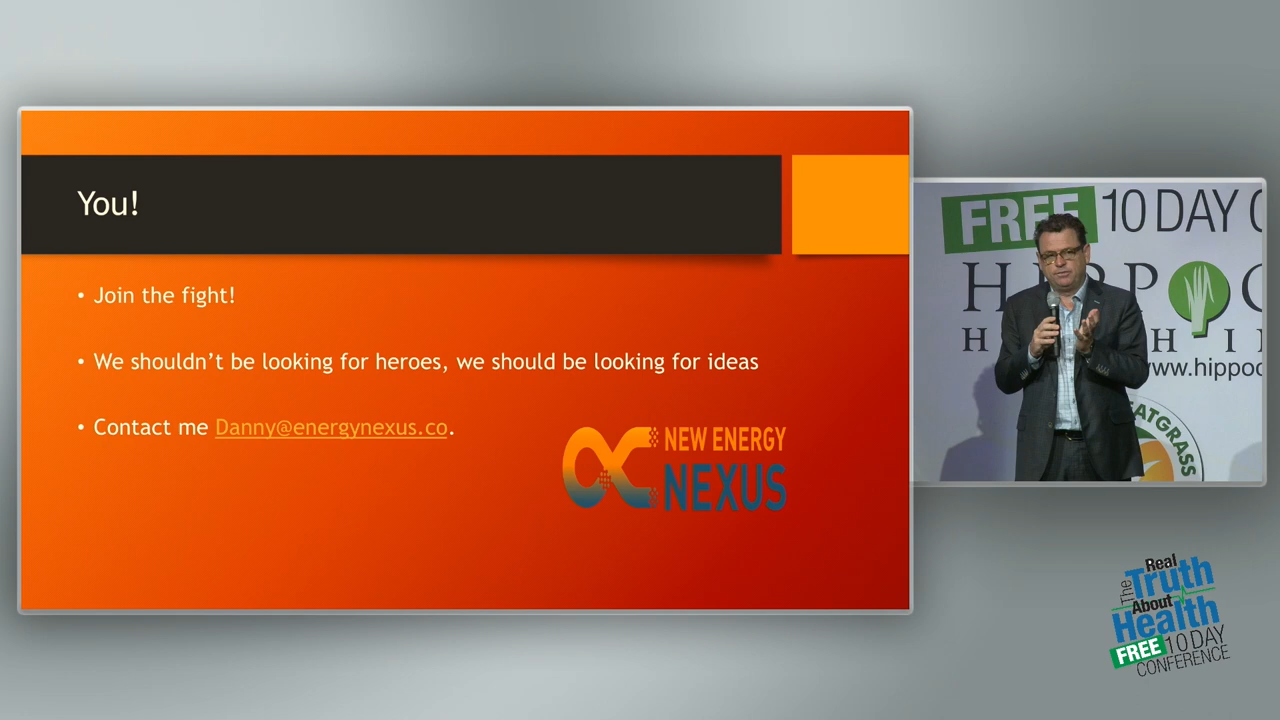 You!
• Join the fight!
• We shouldn't be looking for heroes, we should be looking for ideas
• Contact me Danny@energynexus.co.
NEW ENERGY
NEXUS
FREE 10 DAY
H PP
H H I
www.hippoc
EATGRASS
The Real
Truth
About
Health
FREE 10 DAY
CONFERENCE